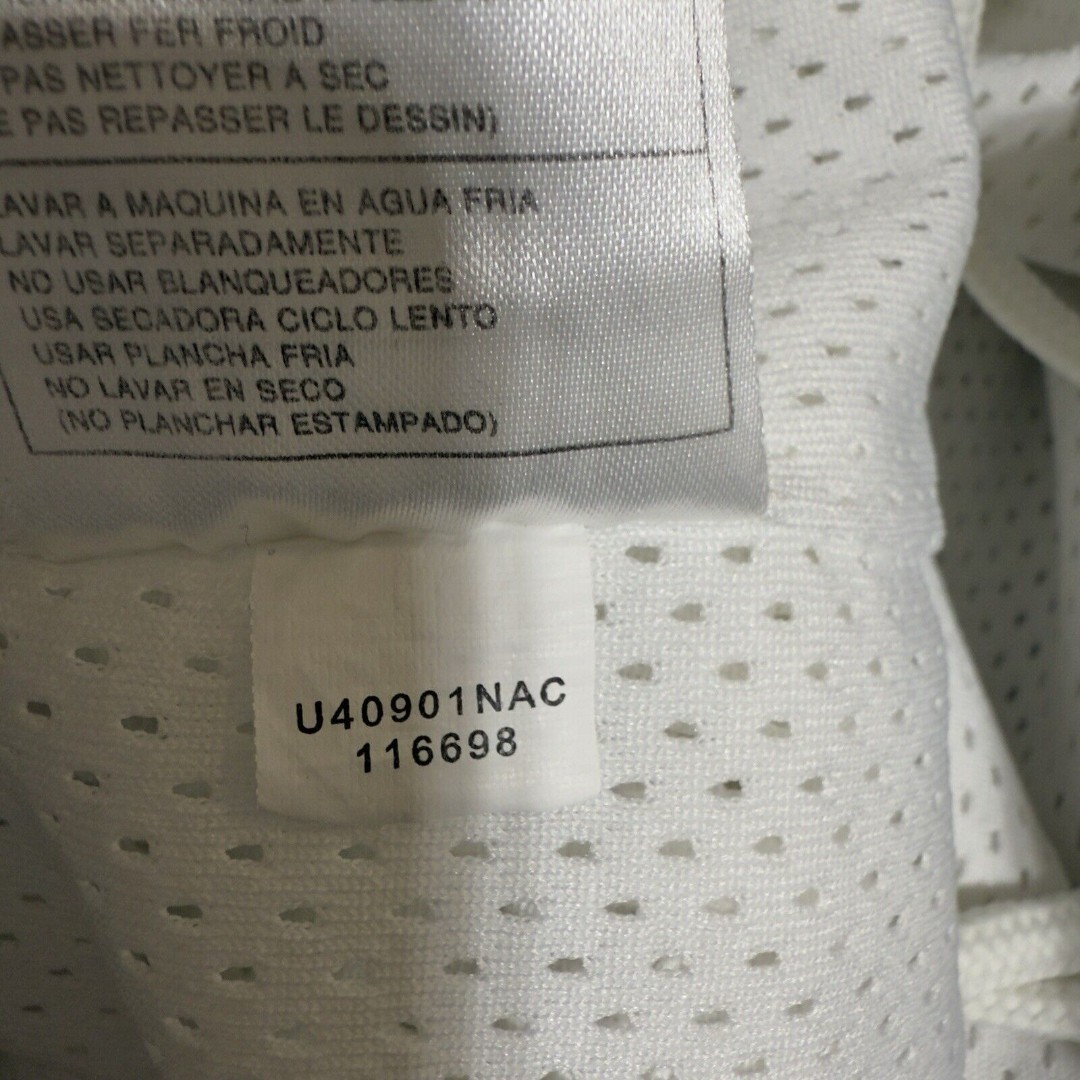 ASSER FER FROID
PAS NETTOYER A SEC
E PAS REPASSER LE DESSIN)
LAVAR A MAQUINA EN AGUA FRIA
LAVAR SEPARADAMENTE
NO USAR BLANQUEADORES
USA SECADORA CICLO LENTO
USAR PLANCHA FRIA
NO LAVAR EN SECO
(NO PLANCHAR ESTAMPADO)
U40901NAC
116698